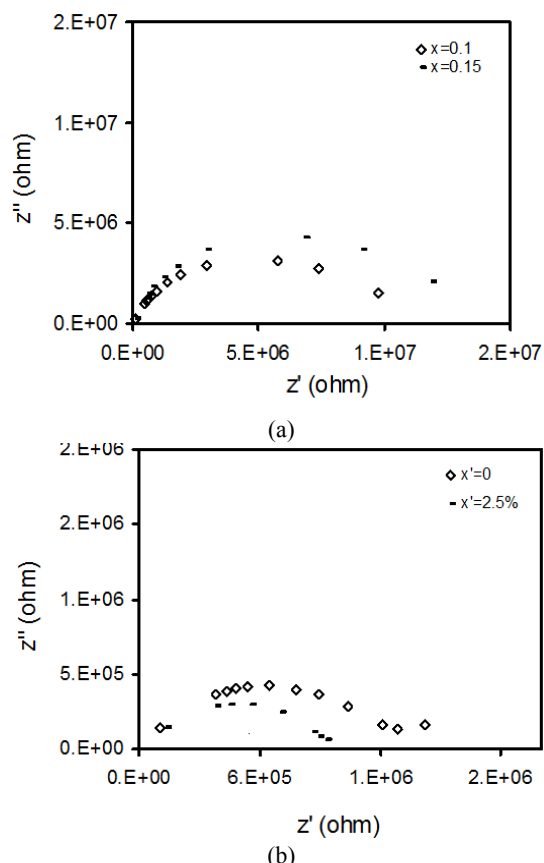 2.E+07
x=0.1
x=0.15
1.E+07
z'' (ohm)
5.E+06
0.E+00
0.E+00 5.E+06 1.E+07 2.E+07
z' (ohm)
(a)
2.E+06
x'=0
x'=2.5%
2.E+06
1.E+06
z'' (ohm)
5.E+05
0.E+00
0.E+00 6.E+05 1.E+06 2.E+06
z' (ohm)
(b)